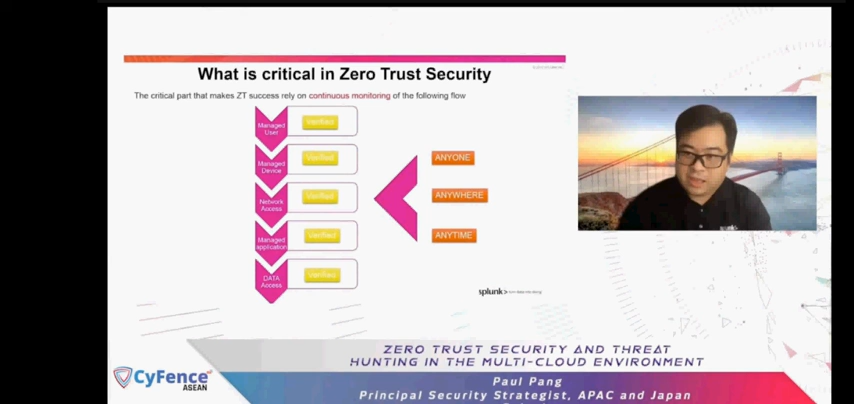 What is critical in Zero Trust Security
The critical part that makes ZT success rely on continuous monitoring of the following flow
Managed
User
Verified
Managed
Device
Verified
Network
Access
Verified
Managed
application
Verified
DATA
Access
Verified
ANYONE
ANYWHERE
ANYTIME
splunk>
ZERO TRUST SECURITY AND THREAT
HUNTING IN THE MULTI-CLOUD ENVIRONMENT
CyFence
ASEAN
Paul Pang
Principal Security Strategist, APAC and Japan